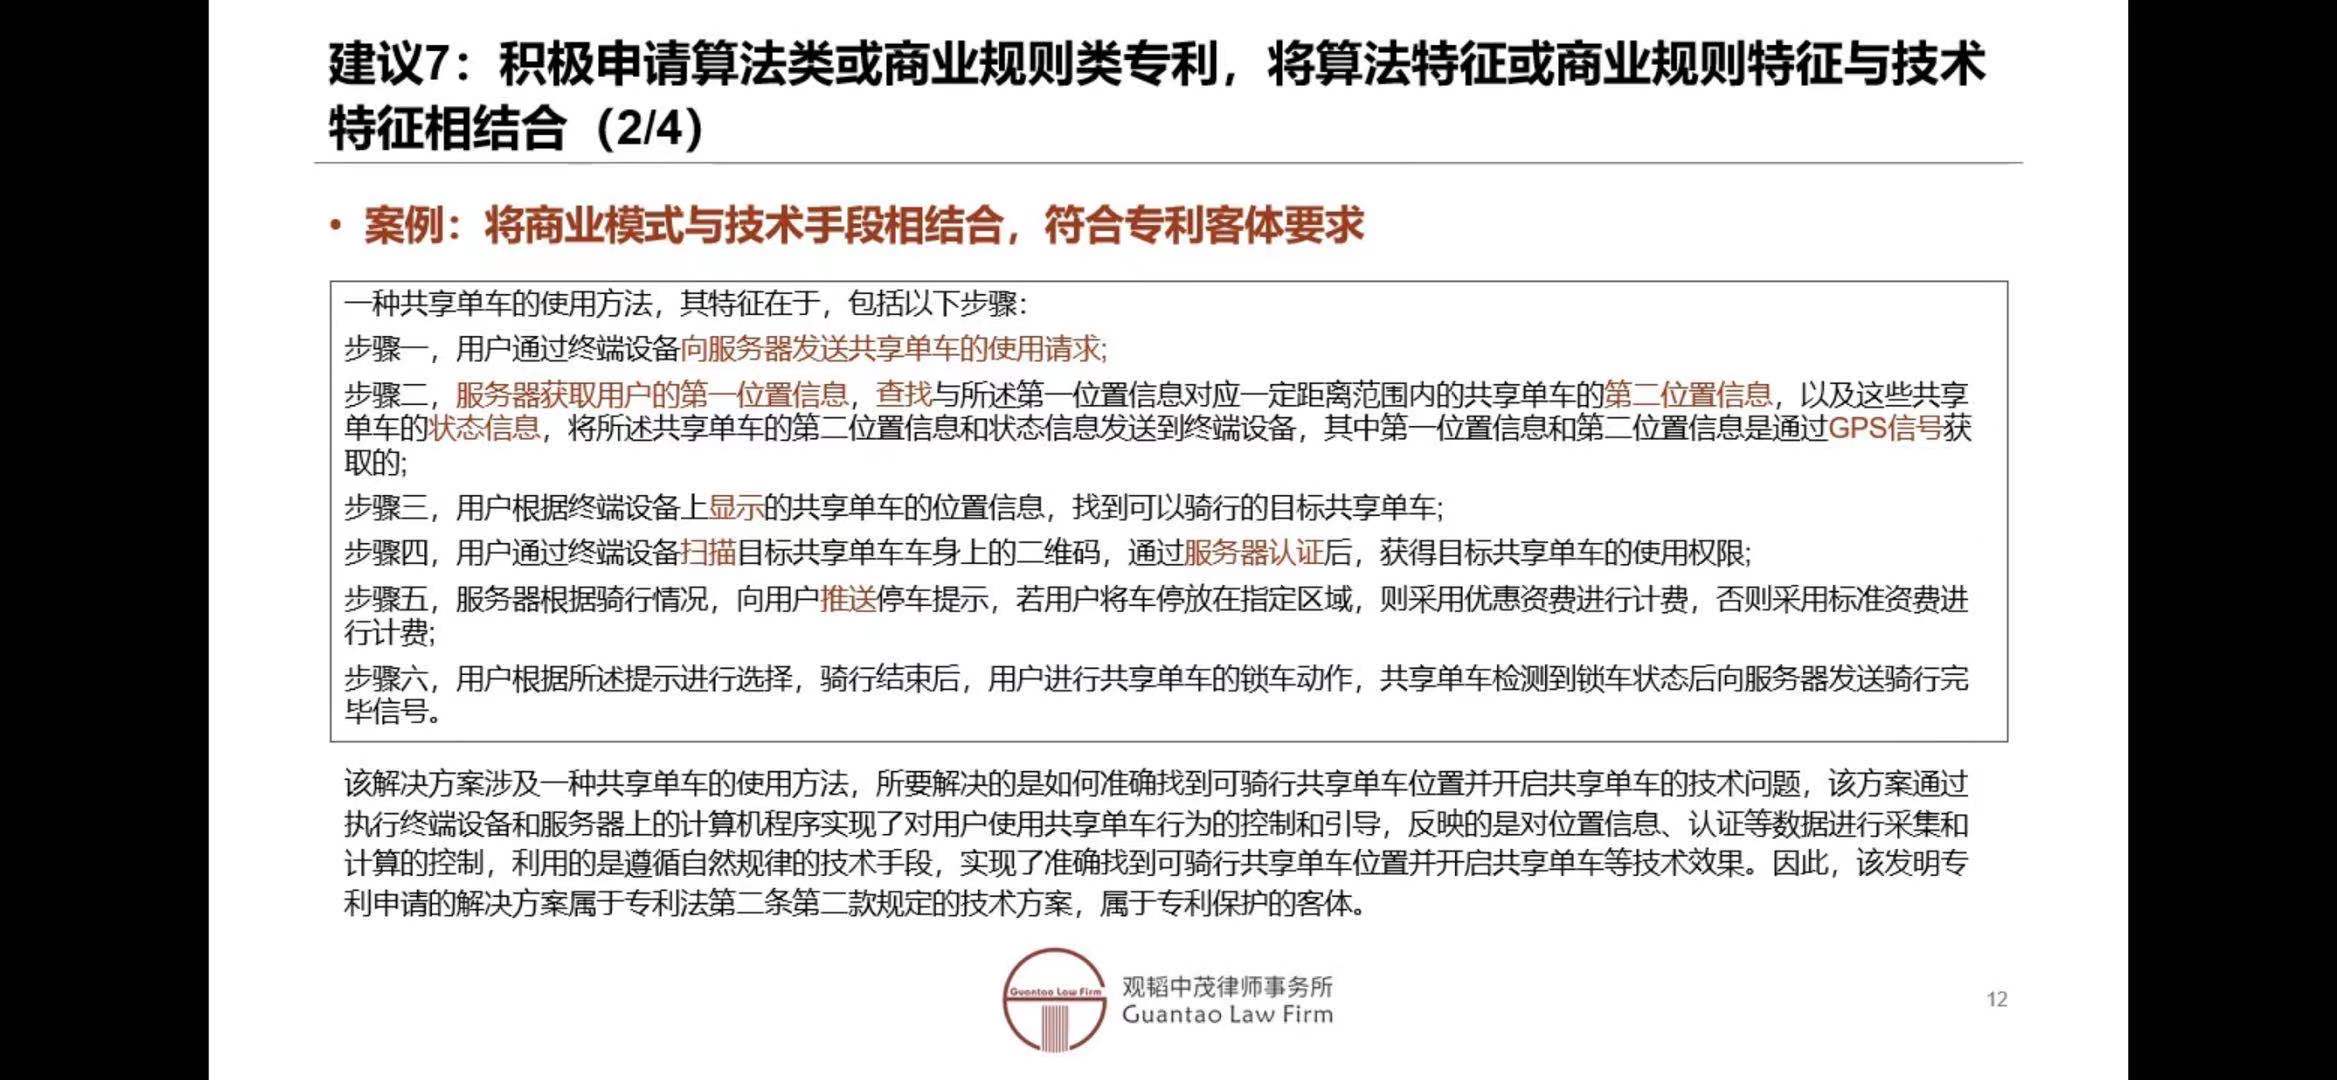 建议7：积极申请算法类或商业规则类专利，将算法特征或商业规则特征与技术
特征相结合（2/4）
• 案例：将商业模式与技术手段相结合，符合专利客体要求
一种共享单车的使用方法，其特征在于，包括以下步骤：
步骤一，用户通过终端设备向服务器发送共享单车的使用请求;
步骤二，服务器获取用户的第一位置信息，查找与所述第一位置信息对应一定距离范围内的共享单车的第二位置信息，以及这些共享
单车的状态信息，将所述共享单车的第二位置信息和状态信息发送到终端设备，其中第一位置信息和第二位置信息是通过GPS信号获
取的;
步骤三，用户根据终端设备上显示的共享单车的位置信息，找到可以骑行的目标共享单车;
步骤四，用户通过终端设备扫描目标共享单车车身上的二维码，通过服务器认证后，获得目标共享单车的使用权限;
步骤五，服务器根据骑行情况，向用户推送停车提示，若用户将车停放在指定区域，则采用优惠资费进行计费，否则采用标准资费进
行计费;
步骤六，用户根据所述提示进行选择，骑行结束后，用户进行共享单车的锁车动作，共享单车检测到锁车状态后向服务器发送骑行完
毕信号。
该解决方案涉及一种共享单车的使用方法，所要解决的是如何准确找到可骑行共享单车位置并开启共享单车的技术问题，该方案通过
执行终端设备和服务器上的计算机程序实现了对用户使用共享单车行为的控制和引导，反映的是对位置信息、认证等数据进行采集和
计算的控制，利用的是遵循自然规律的技术手段，实现了准确找到可骑行共享单车位置并开启共享单车等技术效果。因此，该发明专
利申请的解决方案属于专利法第二条第二款规定的技术方案，属于专利保护的客体。
Guantao Law Firm
观韬中茂律师事务所
Guantao Law Firm
12